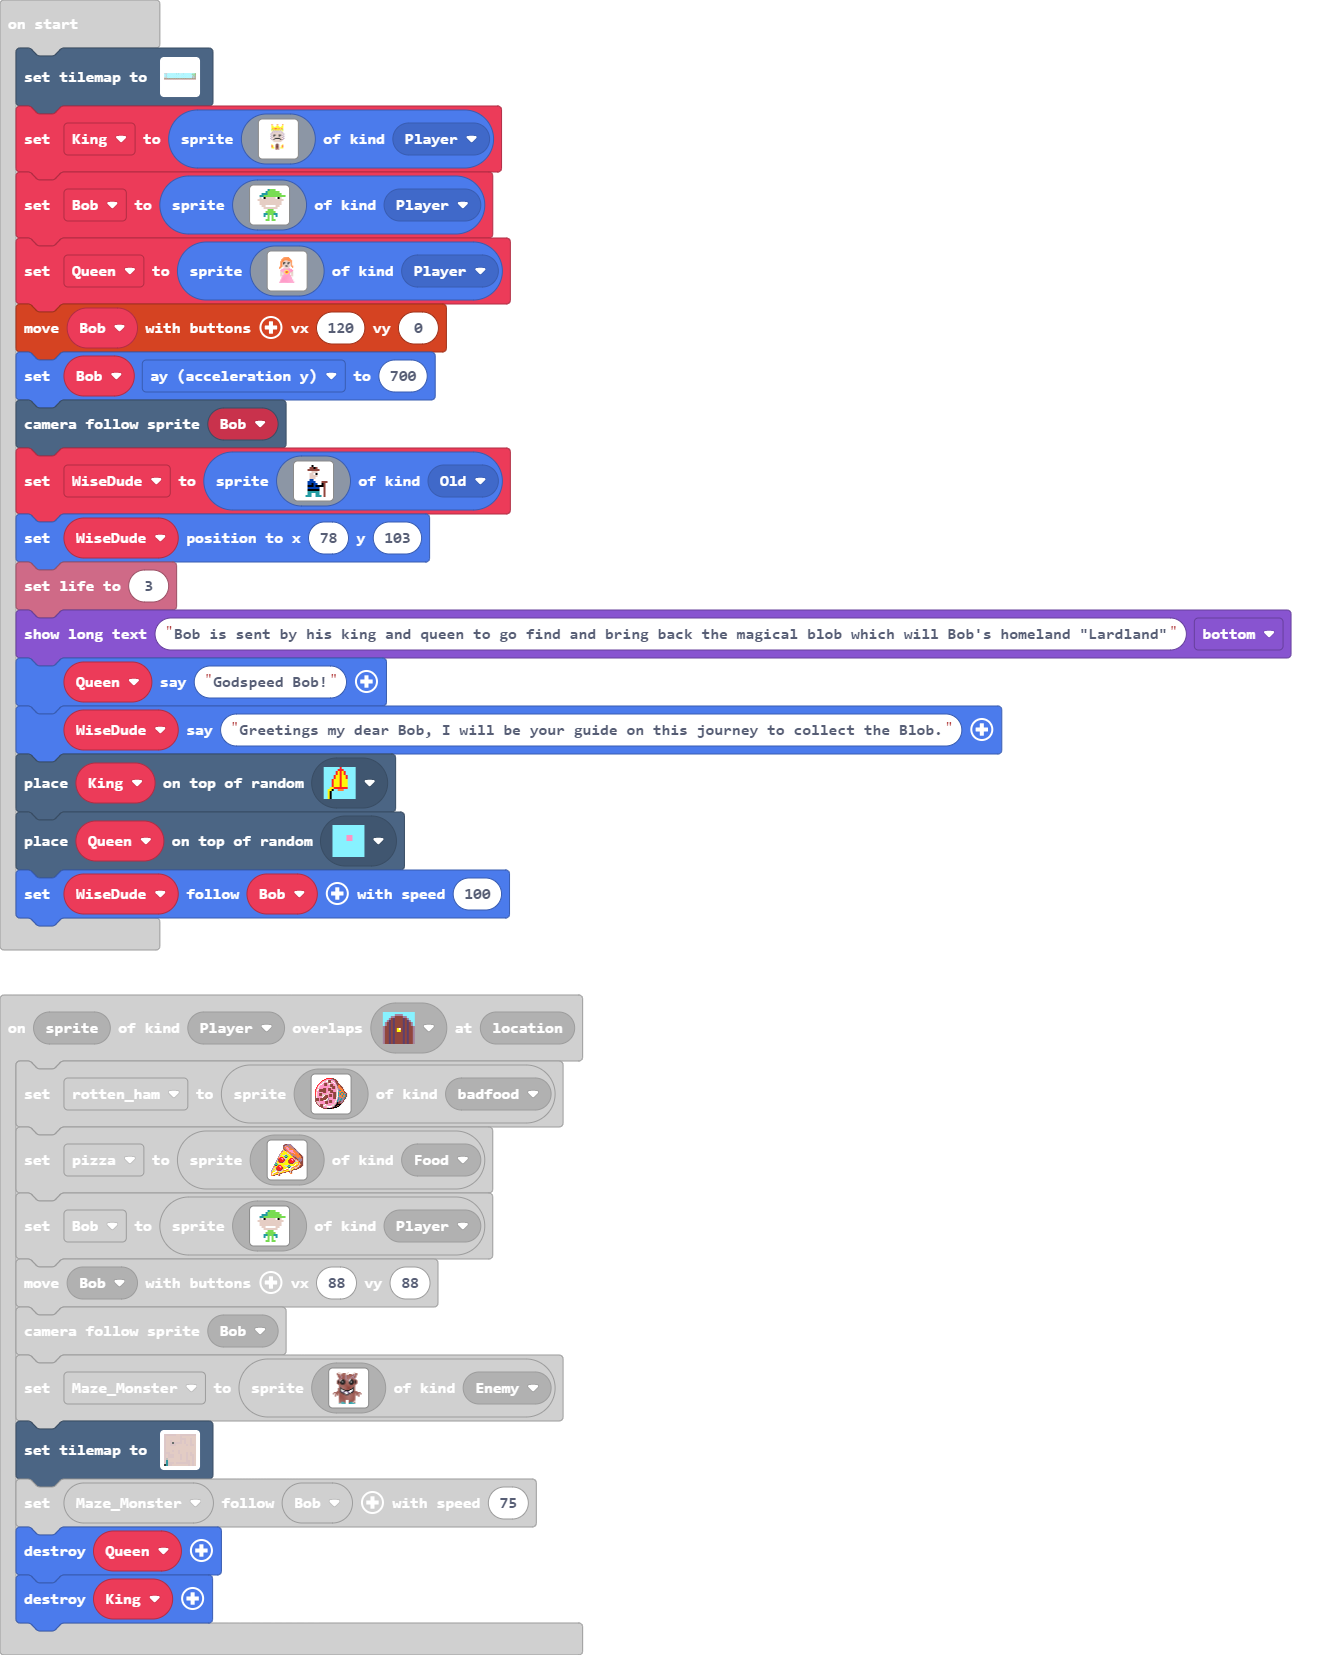 on start
set tilemap to
set King to sprite of kind Player
set Bob to sprite of kind Player
set Queen to sprite of kind Player
move Bob with buttons vx 120 vy 0
set Bob ay (acceleration y) to 700
camera follow sprite Bob
set WiseDude to sprite of kind Old
set WiseDude position to x 78 y 103
set life to 3
show long text "Bob is sent by his king and queen to go find and bring back the magical blob which will Bob's homeland "Lardland"" bottom
Queen say "Godspeed Bob!"
WiseDude say "Greetings my dear Bob, I will be your guide on this journey to collect the Blob."
place King on top of random
place Queen on top of random
set WiseDude follow Bob with speed 100
on sprite of kind Player overlaps at location
set rotten_ham to sprite of kind badfood
set pizza to sprite of kind Food
set Bob to sprite of kind Player
move Bob with buttons vx 88 vy 88
camera follow sprite Bob
set Maze_Monster to sprite of kind Enemy
set tilemap to
set Maze_Monster follow Bob with speed 75
destroy Queen
destroy King